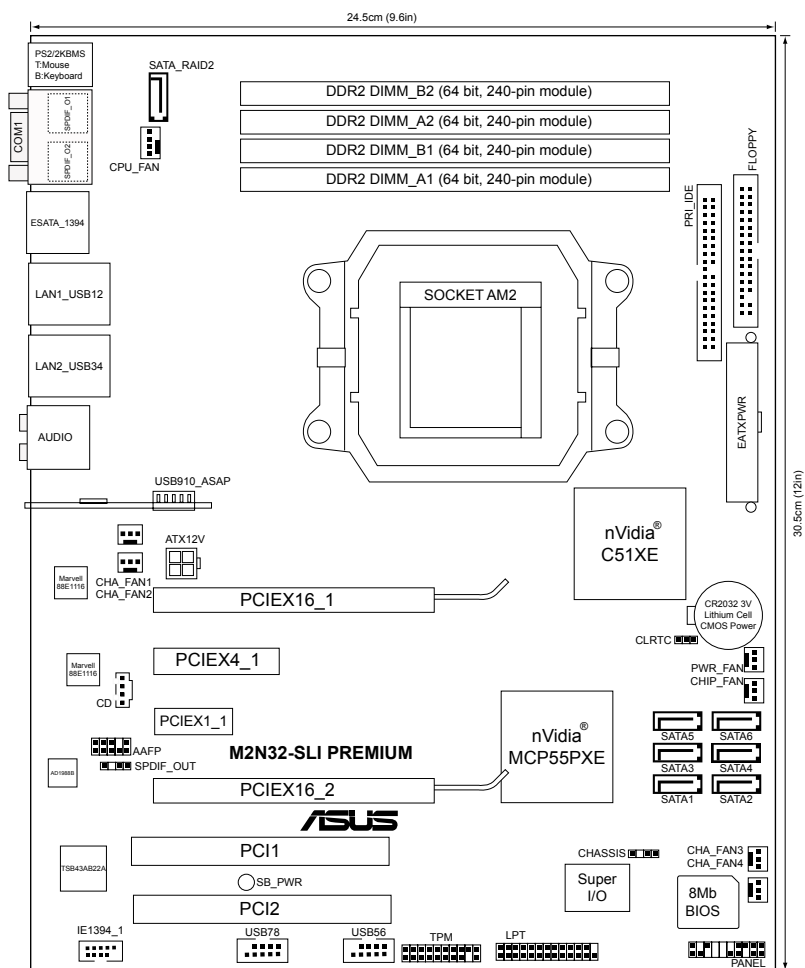 24.5cm (9.6in)
PS2/2KBMS
T:Mouse
B:Keyboard
SATA_RAID2
COM1
SPDIF_O1
SPDIF_O2
CPU_FAN
DDR2 DIMM_B2 (64 bit, 240-pin module)
DDR2 DIMM_A2 (64 bit, 240-pin module)
DDR2 DIMM_B1 (64 bit, 240-pin module)
DDR2 DIMM_A1 (64 bit, 240-pin module)
FLOPPY
PRI_IDE
ESATA_1394
LAN1_USB12
SOCKET AM2
LAN2_USB34
EATXPWR
AUDIO
30.5cm (12in)
USB910_ASAP
nVidia®
C51XE
ATX12V
CHA_FAN1
CHA_FAN2
Marvell
88E1116
PCIEX16_1
CR2032 3V
Lithium Cell
CMOS Power
CLRTC
PCIEX4_1
Marvell
88E1116
PWR_FAN
CHIP_FAN
CD
PCIEX1_1
nVidia®
MCP55PXE
SATA5
SATA6
AAFP
M2N32-SLI PREMIUM
SPDIF_OUT
SATA3
SATA4
AD1988B
PCIEX16_2
SATA1
SATA2
ASUS
PCI1
CHASSIS
CHA_FAN3
CHA_FAN4
TSB43AB22A
SB_PWR
Super
I/O
8Mb
BIOS
PCI2
IE1394_1
USB78
USB56
TPM
LPT
PANEL